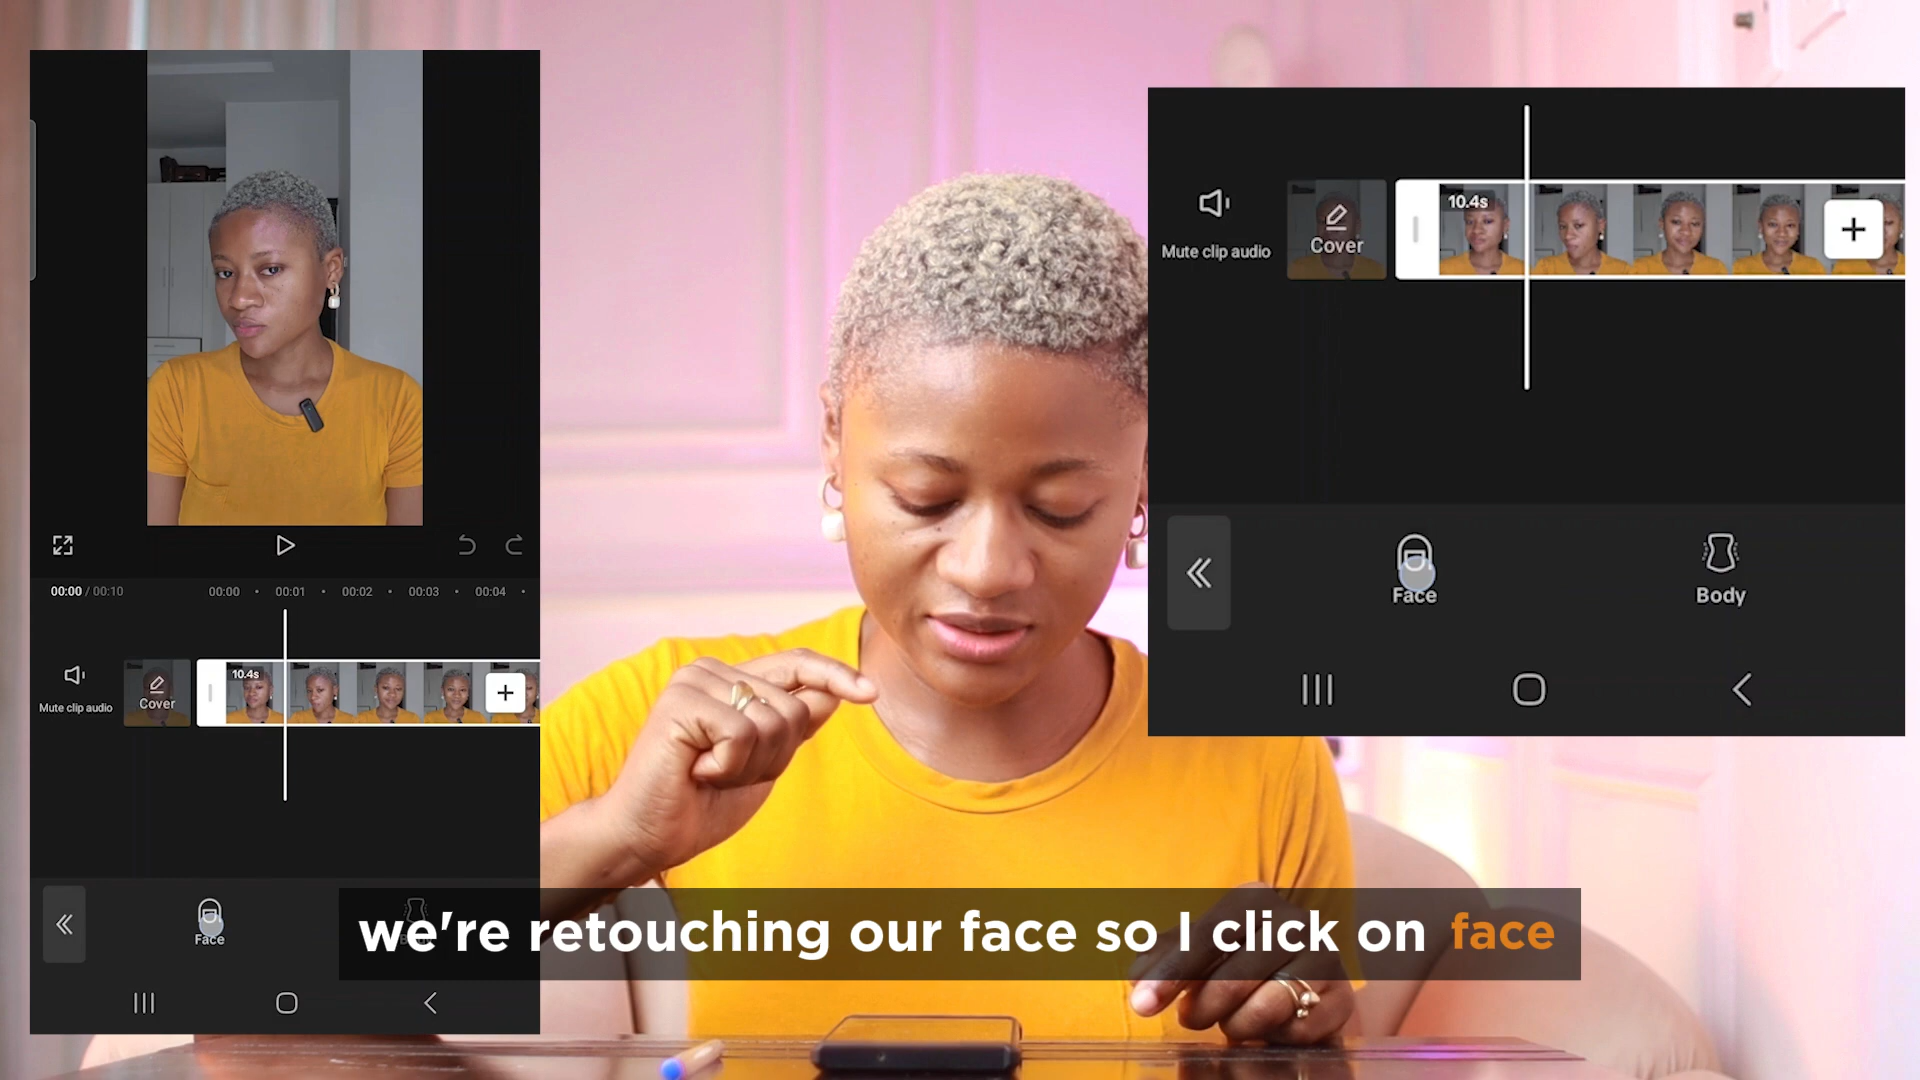 00:00 / 00:10
00:00 • 00:01 • 00:02 • 00:03 • 00:04 •
10.4s
Cover
Mute clip audio
Face
10.4s
Cover
Mute clip audio
Face
Body
we're retouching our face so I click on face